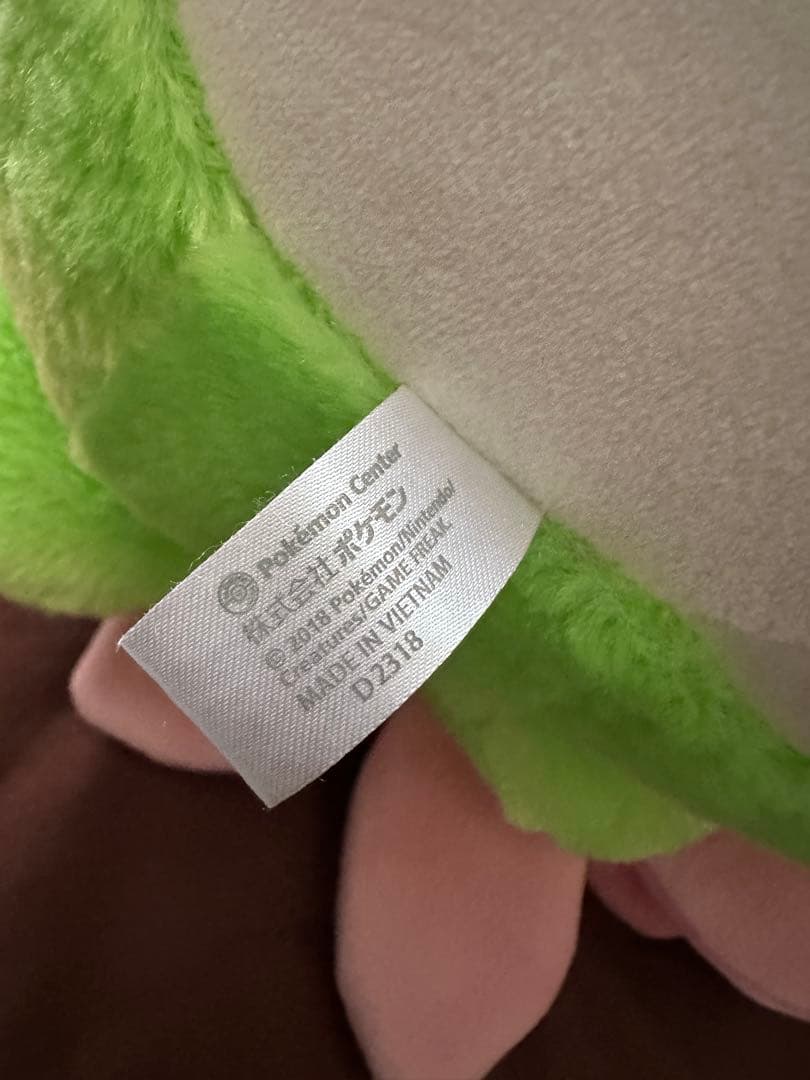 Pokémon Center
株式会社 ポケモン
© 2018 Pokémon/Nintendo/
Creatures/GAME FREAK
MADE IN VIETNAM
D2318